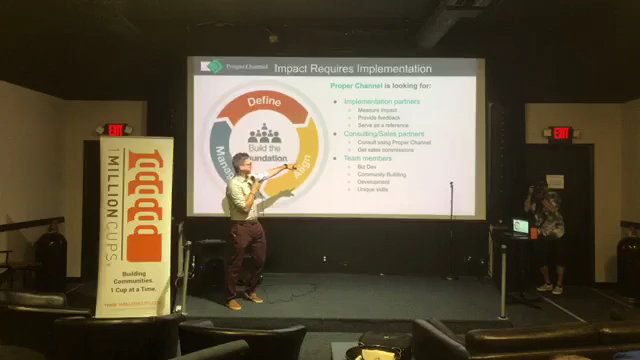 ProperChannel
Impact Requires Implementation
Proper Channel is looking for:
Define
Build the
Foundation
Align
Implementation partners
Measure impact
Provide feedback
Serve as a reference
Consulting/Sales partners
Consult using Proper Channel
Get sales commissions
Team members
Biz Dev
Community Building
Development
Unique skills
EXIT
EXIT
1 MILLION CUPS
Building
Communities.
1 Cup at a Time.